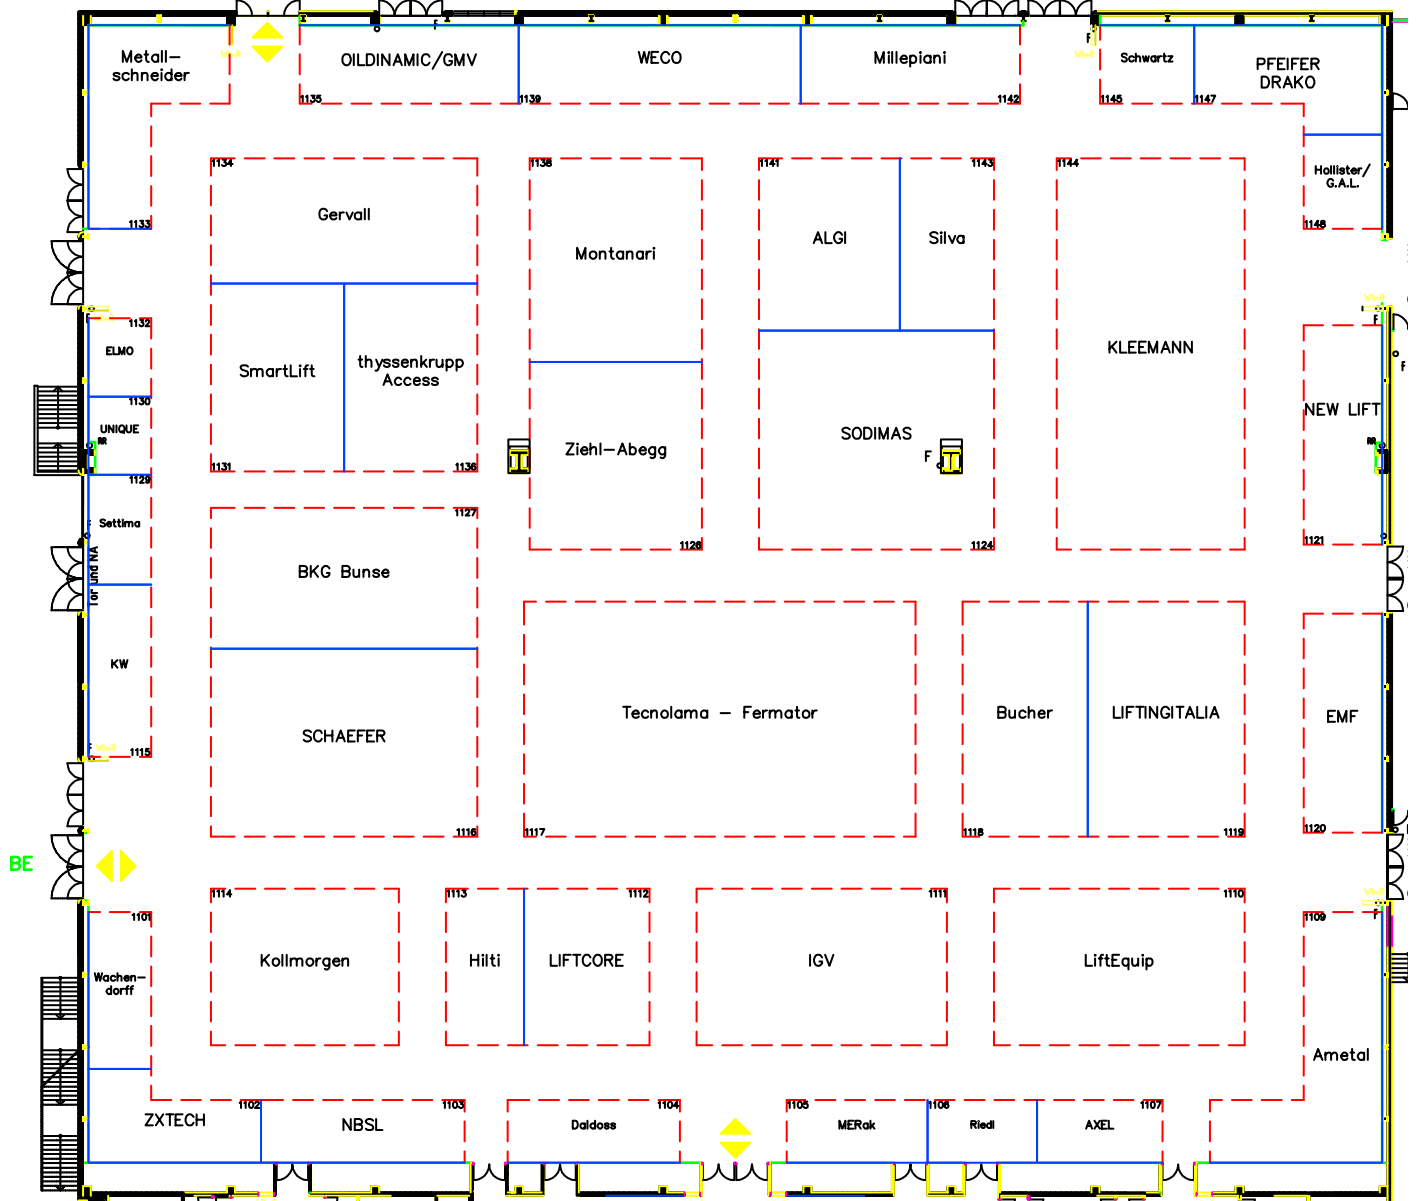 F
Metall-
schneider
OILDINAMIC/GMV
WECO
Millepiani
F
Schwartz
PFEIFER
DRAKO
1135
1139
1142
1145
1147
1134
1138
1141
1143
1144
Hollister/
G.A.L.
Gervall
1133
1148
Montanari
ALGI
Silva
F
1132
F
ELMO
SmartLift
thyssenkrupp
Access
KLEEMANN
F
1130
UNIQUE
RR
NEW LIFT
SODIMAS
Ziehl-Abegg
F
RR
1131
1136
1129
Settima
F
1127
1126
1124
1121
Tor und NA
BKG Bunse
KW
Tecnolama - Fermator
Bucher
LIFTINGITALIA
EMF
SCHAEFER
F
1115
1116
1117
1118
1119
1120
BE
1114
1113
1112
1111
1110
1101
1109
F
Wachen-
dorff
Kollmorgen
Hilti
LIFTCORE
IGV
LiftEquip
Ametal
ZXTECH
1102
NBSL
1103
Daldoss
1104
1105
MERak
1106
Riedl
AXEL
1107